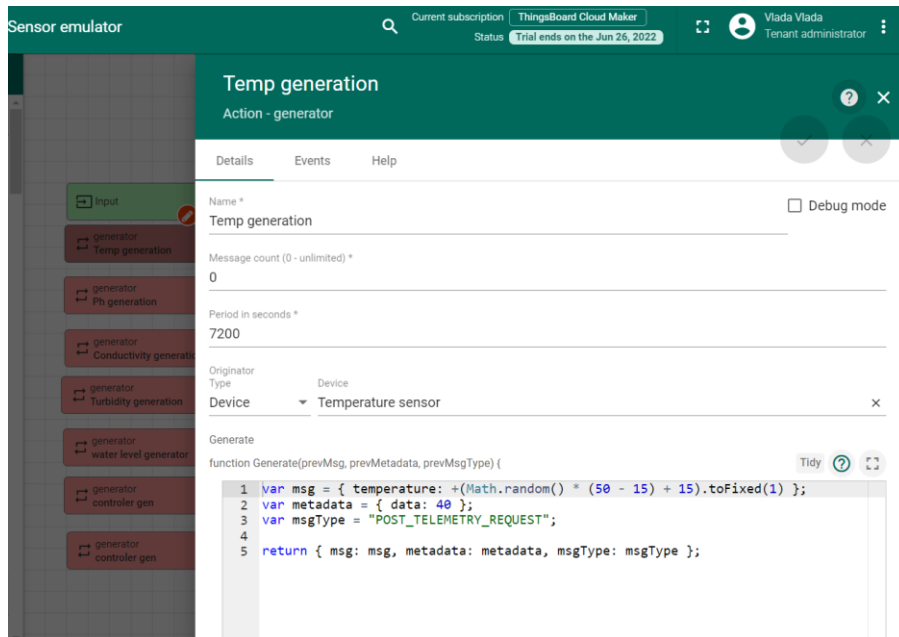 Sensor emulator
Current subscription ThingsBoard Cloud Maker
Status Trial ends on the Jun 26, 2022
Vlada Vlada
Tenant administrator
Temp generation
Action - generator
Details Events Help
Input
generator
Temp generation
generator
Ph generation
generator
Conductivity generatio
generator
Turbidity generation
generator
water level generator
generator
controler gen
generator
controler gen
Name *
Temp generation
Debug mode
Message count (0 - unlimited) *
0
Period in seconds *
7200
Originator
Type Device
Device Temperature sensor
Generate
function Generate(prevMsg, prevMetadata, prevMsgType) {
Tidy
1 var msg = { temperature: +(Math.random() * (50 - 15) + 15).toFixed(1) };
2 var metadata = { data: 40 };
3 var msgType = "POST_TELEMETRY_REQUEST";
4
5 return { msg: msg, metadata: metadata, msgType: msgType };